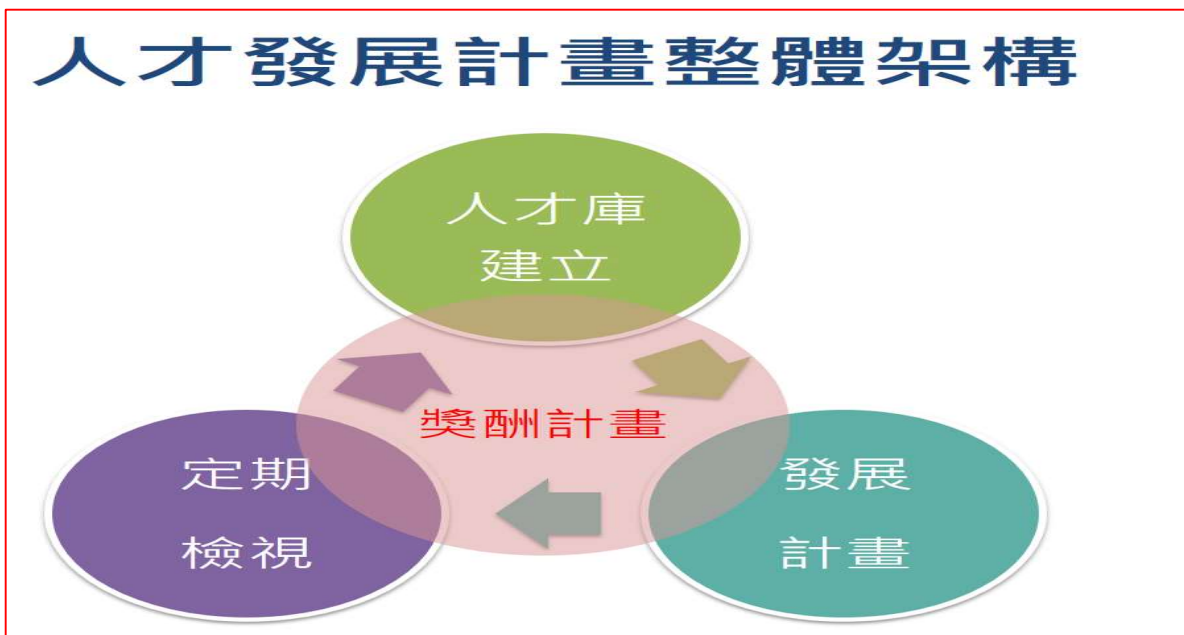 人才發展計畫整體架構
人才庫
建立
獎酬計畫
定期
檢視
發展
計畫